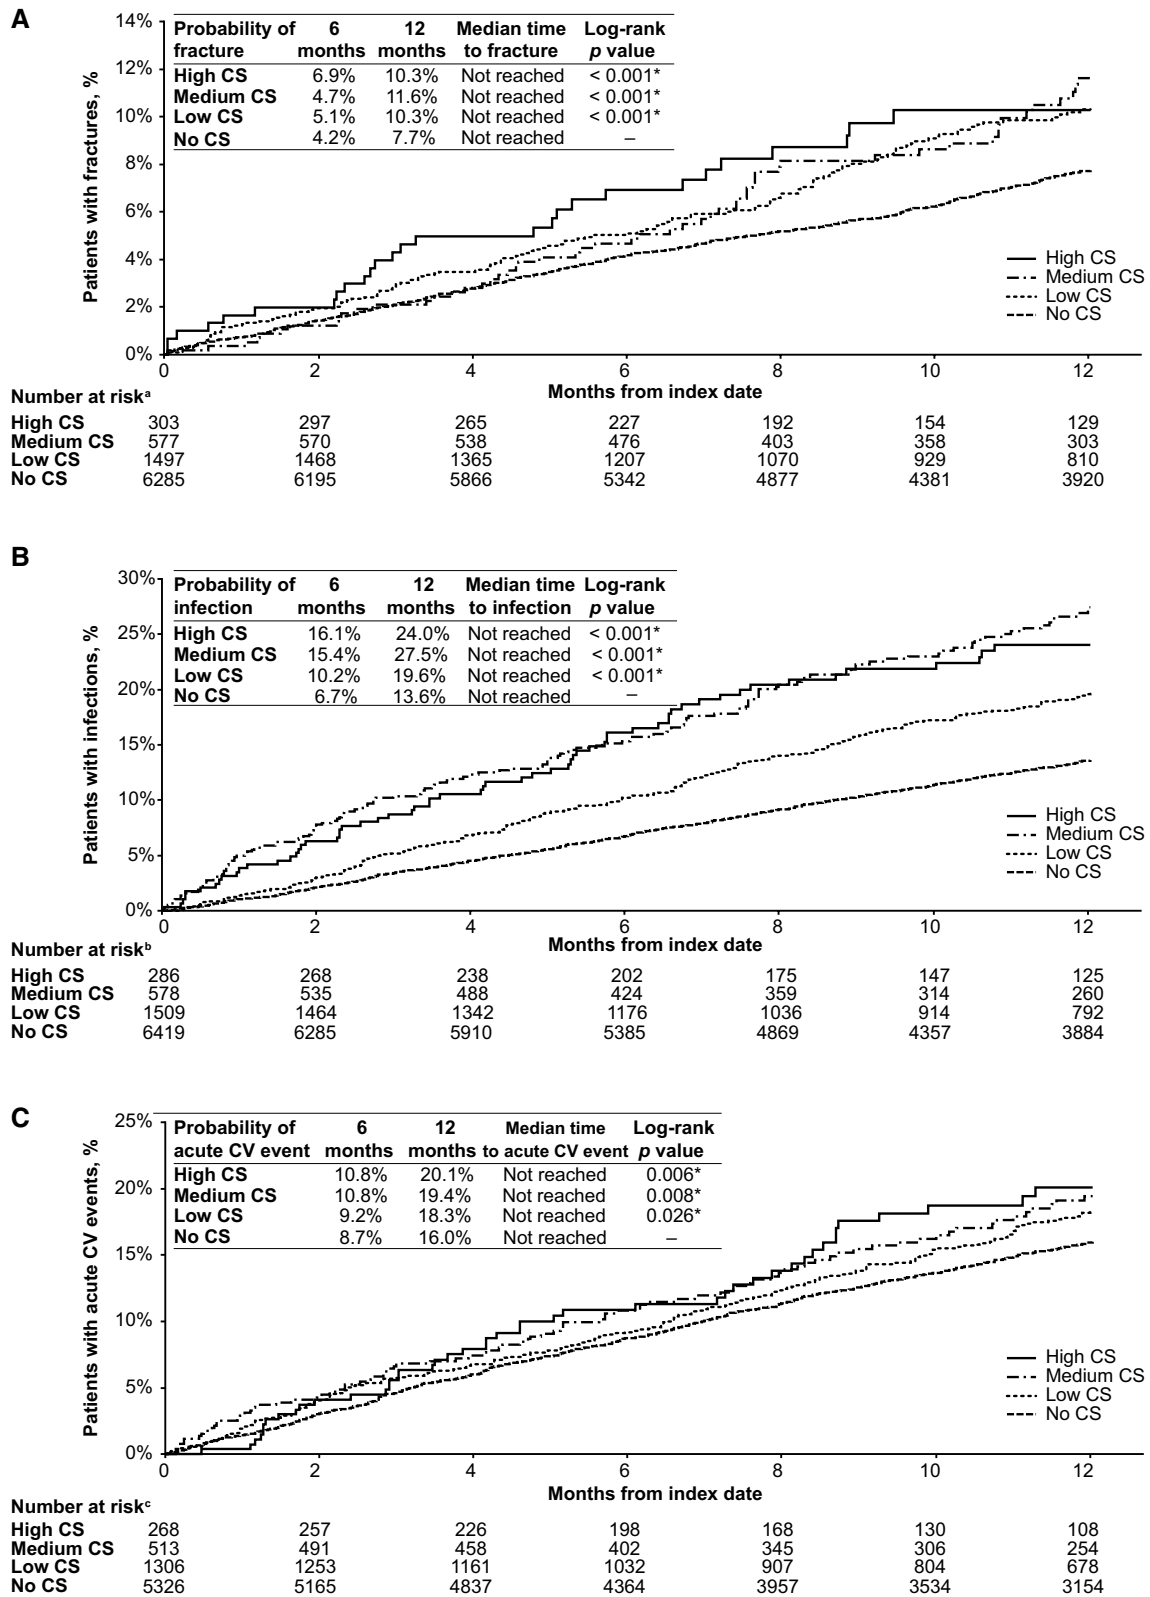 A
Probability of fracture 6 months 12 months Median time to fracture Log-rank p value
High CS 6.9% 10.3% Not reached < 0.001*
Medium CS 4.7% 11.6% Not reached < 0.001*
Low CS 5.1% 10.3% Not reached < 0.001*
No CS 4.2% 7.7% Not reached –
Patients with fractures, %
14%
12%
10%
8%
6%
4%
2%
0%
High CS
Medium CS
Low CS
No CS
0 2 4 6 8 10 12
Months from index date
Number at riskᵃ
High CS 303 297 265 227 192 154 129
Medium CS 577 570 538 476 403 358 303
Low CS 1497 1468 1365 1207 1070 929 810
No CS 6285 6195 5866 5342 4877 4381 3920
B
Probability of infection 6 months 12 months Median time to infection Log-rank p value
High CS 16.1% 24.0% Not reached < 0.001*
Medium CS 15.4% 27.5% Not reached < 0.001*
Low CS 10.2% 19.6% Not reached < 0.001*
No CS 6.7% 13.6% Not reached –
Patients with infections, %
30%
25%
20%
15%
10%
5%
0%
High CS
Medium CS
Low CS
No CS
0 2 4 6 8 10 12
Months from index date
Number at riskᵇ
High CS 286 268 238 202 175 147 125
Medium CS 578 535 488 424 359 314 260
Low CS 1509 1464 1342 1176 1036 914 792
No CS 6419 6285 5910 5385 4869 4357 3884
C
Probability of acute CV event 6 months 12 months Median time to acute CV event Log-rank p value
High CS 10.8% 20.1% Not reached 0.006*
Medium CS 10.8% 19.4% Not reached 0.008*
Low CS 9.2% 18.3% Not reached 0.026*
No CS 8.7% 16.0% Not reached –
Patients with acute CV events, %
25%
20%
15%
10%
5%
0%
High CS
Medium CS
Low CS
No CS
0 2 4 6 8 10 12
Months from index date
Number at riskᶜ
High CS 268 257 226 198 168 130 108
Medium CS 513 491 458 402 345 306 254
Low CS 1306 1253 1161 1032 907 804 678
No CS 5326 5165 4837 4364 3957 3534 3154